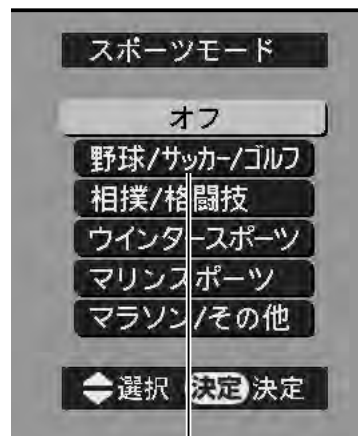 スポーツモード
オフ
野球/サッカー/ゴルフ
相撲/格闘技
ウインタースポーツ
マリンスポーツ
マラソン/その他
選択 決定 決定